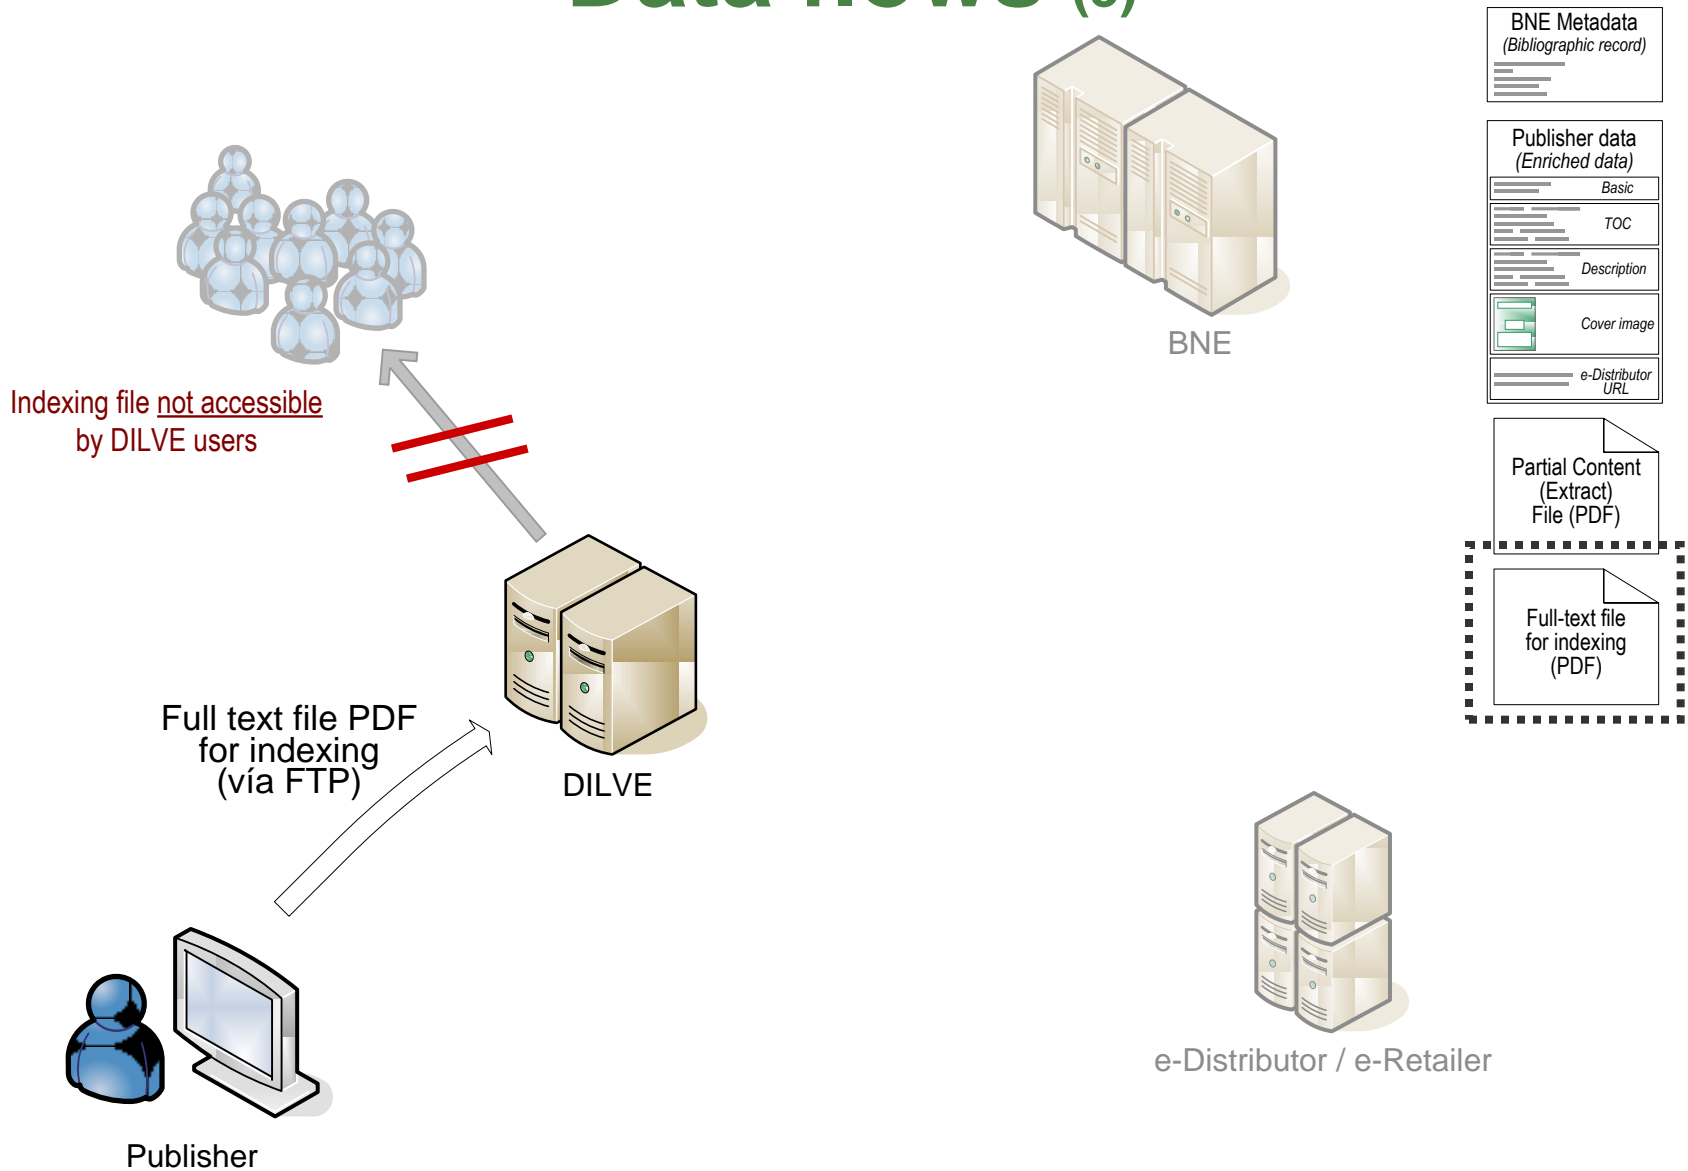 BNE Metadata
(Bibliographic record)
Publisher data
(Enriched data)
Basic
TOC
Description
Cover image
e-Distributor
URL
Partial Content
(Extract)
File (PDF)
Full-text file
for indexing
(PDF)
BNE
Indexing file not accessible
by DILVE users
Full text file PDF
for indexing
(vía FTP)
DILVE
e-Distributor / e-Retailer
Publisher